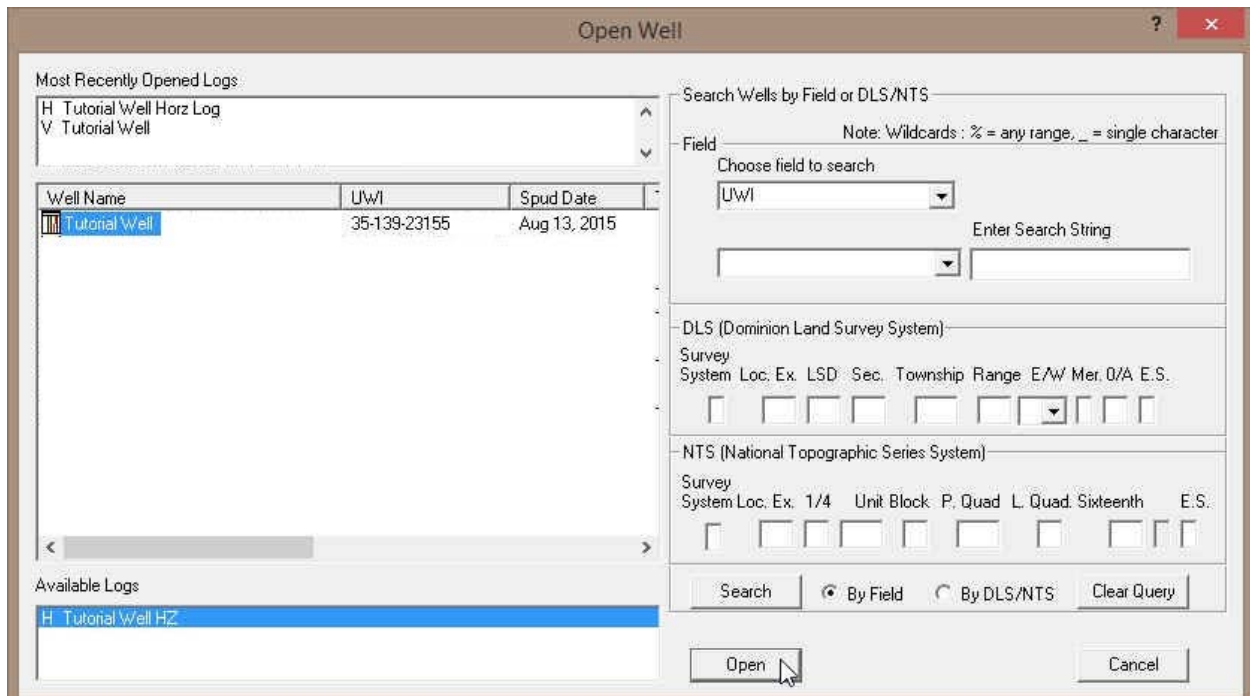 Open Well
?
Most Recently Opened Logs
H Tutorial Well Horz Log
V Tutorial Well
Well Name UWI Spud Date
Tutorial Well 35-139-23155 Aug 13, 2015
Available Logs
H Tutorial Well HZ
Search Wells by Field or DLS/NTS
Note: Wildcards : % = any range, _ = single character
Field
Choose field to search
UWI
Enter Search String
DLS (Dominion Land Survey System)
Survey
System Loc. Ex. LSD Sec. Township Range E/W Mer. 0/A E.S.
NTS (National Topographic Series System)
Survey
System Loc. Ex. 1/4 Unit Block P. Quad L. Quad. Sixteenth E.S.
Search By Field By DLS/NTS Clear Query
Open Cancel